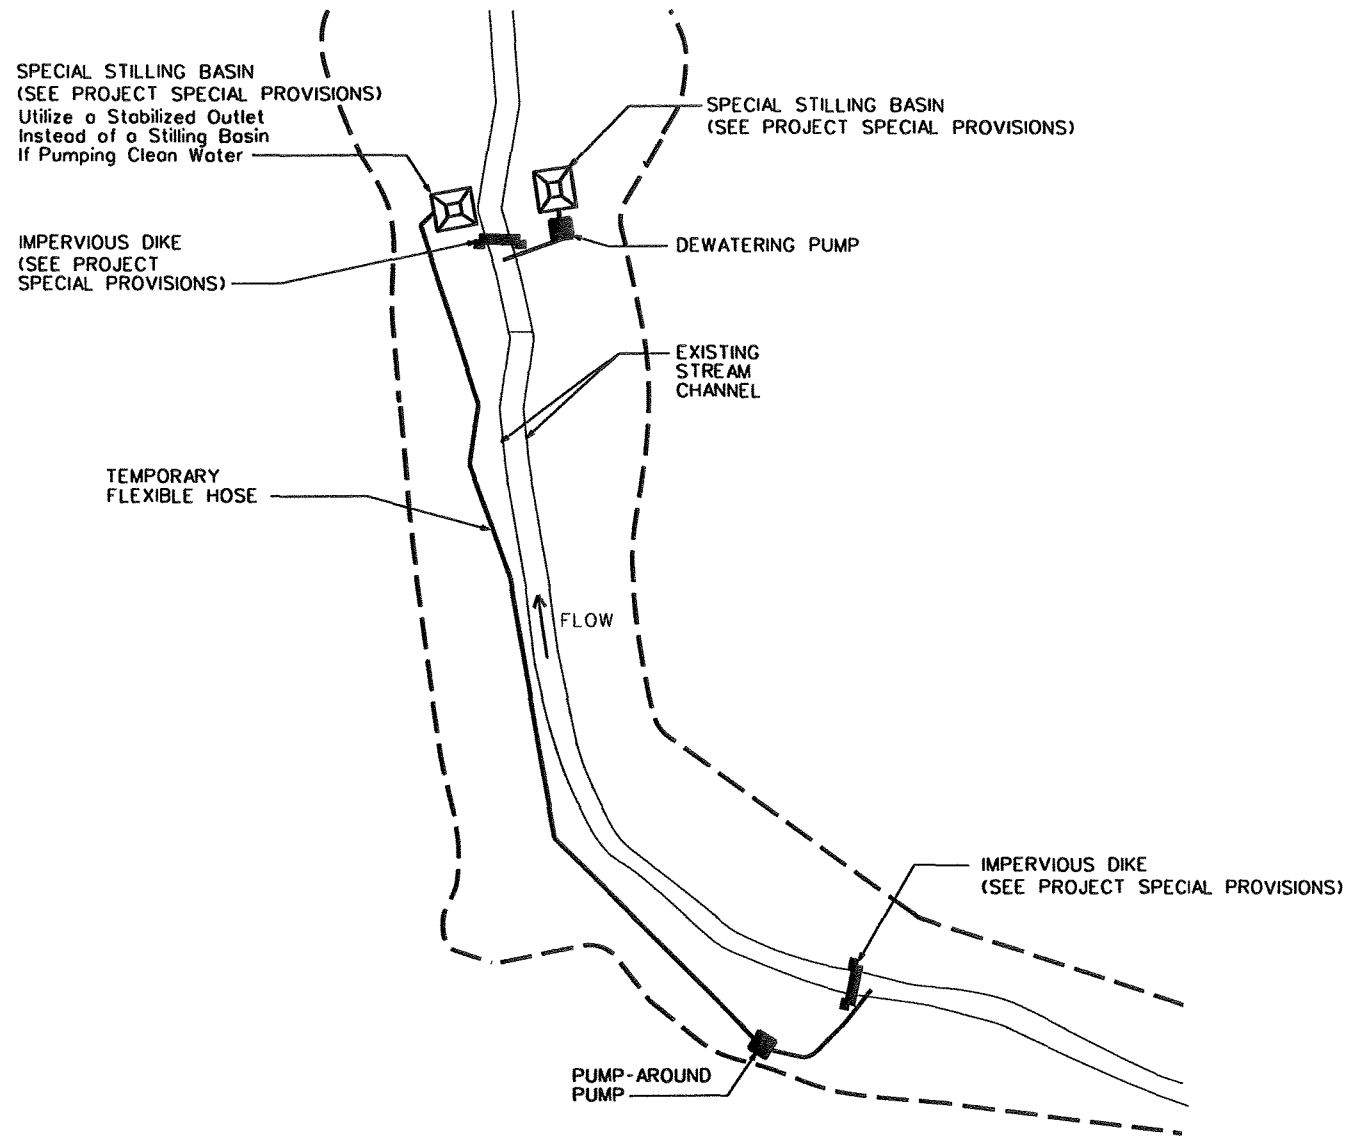 SPECIAL STILLING BASIN
(SEE PROJECT SPECIAL PROVISIONS)
Utilize a Stabilized Outlet
Instead of a Stilling Basin
If Pumping Clean Water
SPECIAL STILLING BASIN
(SEE PROJECT SPECIAL PROVISIONS)
IMPERVIOUS DIKE
(SEE PROJECT
SPECIAL PROVISIONS)
DEWATERING PUMP
EXISTING
STREAM
CHANNEL
TEMPORARY
FLEXIBLE HOSE
FLOW
IMPERVIOUS DIKE
(SEE PROJECT SPECIAL PROVISIONS)
PUMP-AROUND
PUMP